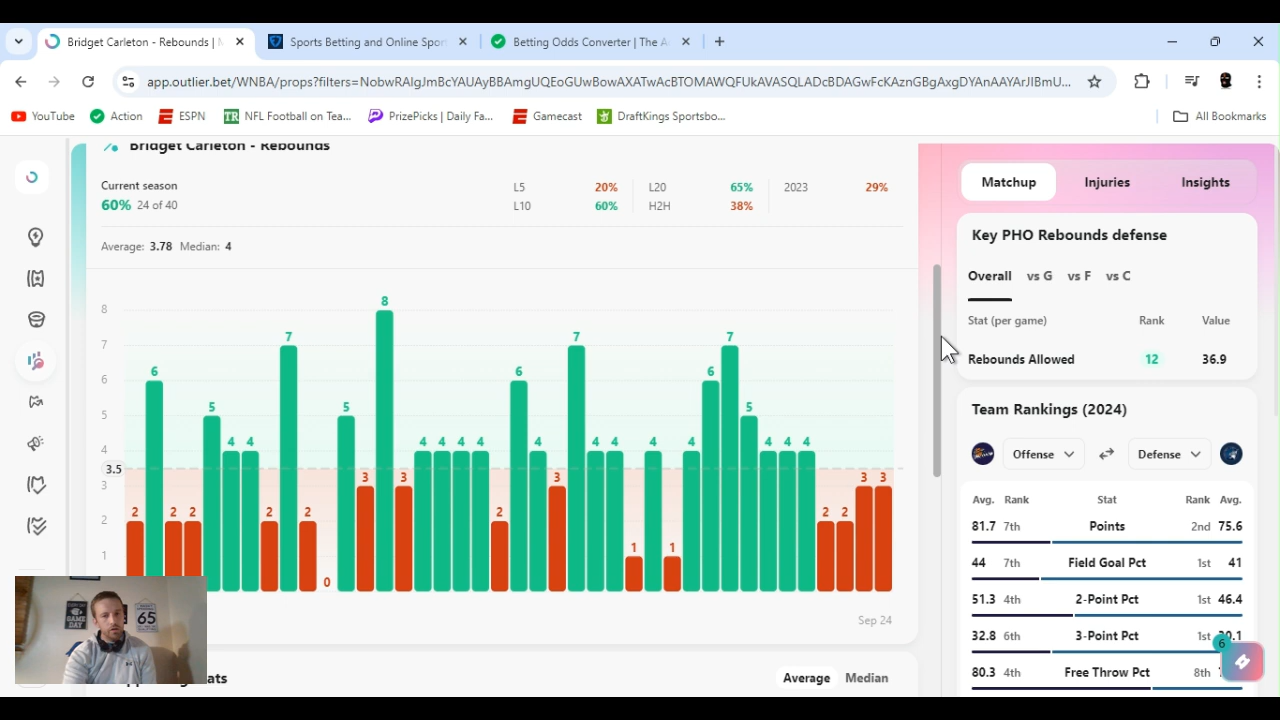 Bridget Carleton - Rebounds | M
Sports Betting and Online Spor
Betting Odds Converter | The A
app.outlier.bet/WNBA/props?filters=NobwRAlgJmBcYAUAyBBAmgUQEoGUwBowAXATwAcBTOMAWQFUkAVASQLADcBDAGwFcKAznGBgAxgDYAnAAYArJIBmU...
YouTube
Action
ESPN
NFL Football on Tea...
PrizePicks | Daily Fa...
Gamecast
DraftKings Sportsbo...
All Bookmarks
Bridget Carleton - Rebounds
Current season
60% 24 of 40
L5 20% L20 65% 2023 29%
L10 60% H2H 38%
Average: 3.78 Median: 4
8
7
6
5
4
3.5
3
2
1
2 6 2 2 5 4 4 2 7 2 0 5 3 8 3 4 4 4 4 2 6 4 3 7 4 4 1 4 1 4 6 7 5 4 4 4 2 2 3 3
Sep 24
ats
Average Median
Matchup Injuries Insights
Key PHO Rebounds defense
Overall vs G vs F vs C
Stat (per game) Rank Value
Rebounds Allowed 12 36.9
Team Rankings (2024)
Offense Defense
Avg. Rank Stat Rank Avg.
81.7 7th Points 2nd 75.6
44 7th Field Goal Pct 1st 41
51.3 4th 2-Point Pct 1st 46.4
32.8 6th 3-Point Pct 1st
80.3 4th Free Throw Pct 8th
6
GAME DAY
65